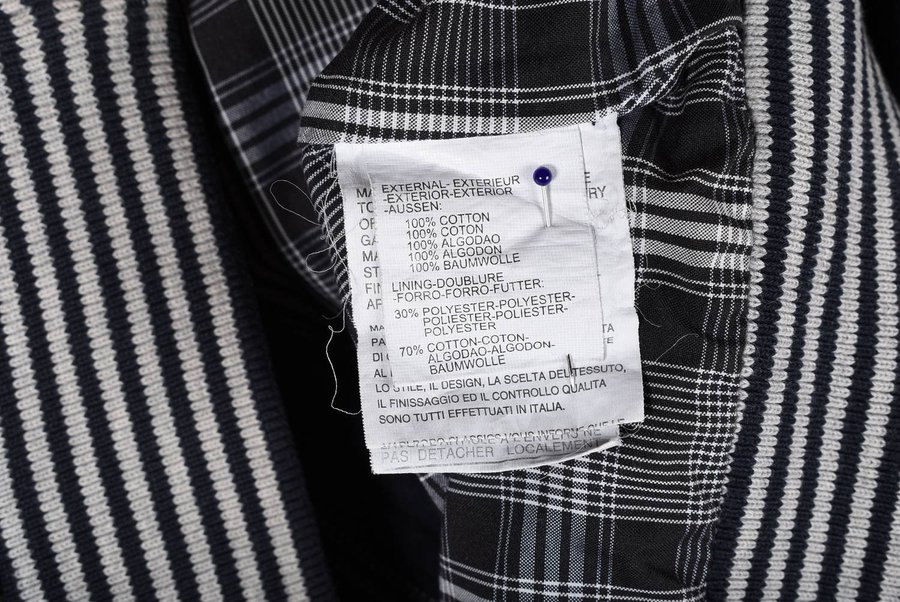 EXTERNAL- EXTERIEUR
-EXTERIOR-EXTERIOR
-AUSSEN:
100% COTTON
100% COTON
100% ALGODAO
100% ALGODON
100% BAUMWOLLE
LINING-DOUBLURE
-FORRO-FORRO-FUTTER:
30% POLYESTER-POLYESTER-
POLIESTER-POLIESTER-
POLYESTER
70% COTTON-COTON-
ALGODAO-ALGODON-
BAUMWOLLE
LO STILE, IL DESIGN, LA SCELTA DEL TESSUTO,
IL FINISSAGGIO ED IL CONTROLLO QUALITA
SONO TUTTI EFFETTUATI IN ITALIA.
PAS DETACHER LOCALEMENT